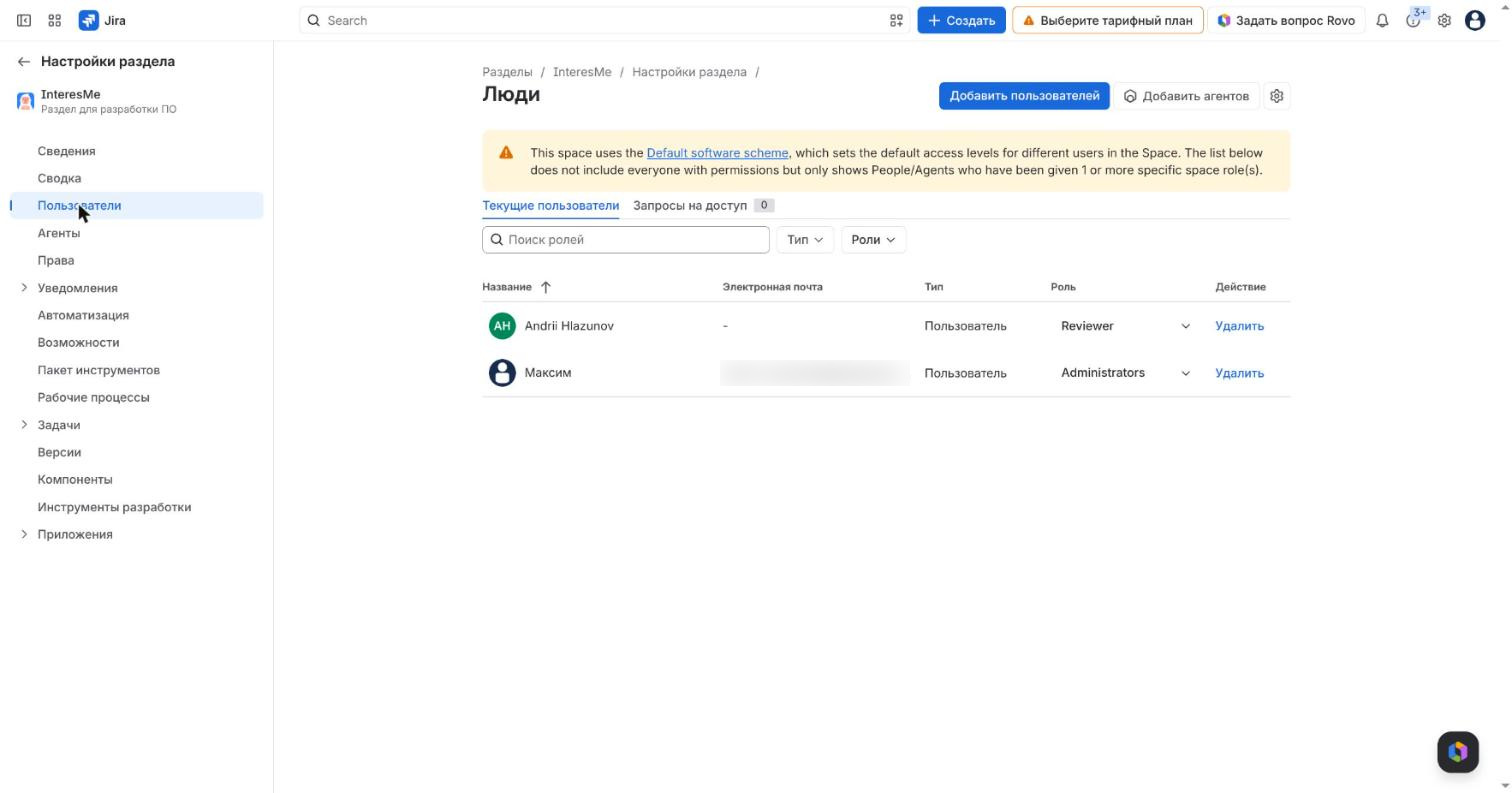 Jira
Search
Создать
Выберите тарифный план
Задать вопрос Rovo
3+
Настройки раздела
InteresMe
Раздел для разработки ПО
Сведения
Сводка
Пользователи
Агенты
Права
Уведомления
Автоматизация
Возможности
Пакет инструментов
Рабочие процессы
Задачи
Версии
Компоненты
Инструменты разработки
Приложения
Разделы / InteresMe / Настройки раздела /
Люди
Добавить пользователей
Добавить агентов
This space uses the Default software scheme, which sets the default access levels for different users in the Space. The list below
does not include everyone with permissions but only shows People/Agents who have been given 1 or more specific space role(s).
Текущие пользователи
Запросы на доступ 0
Поиск ролей
Тип
Роли
Название Электронная почта Тип Роль Действие
АН Andrii Hlazunov - Пользователь Reviewer Удалить
Максим Пользователь Administrators Удалить